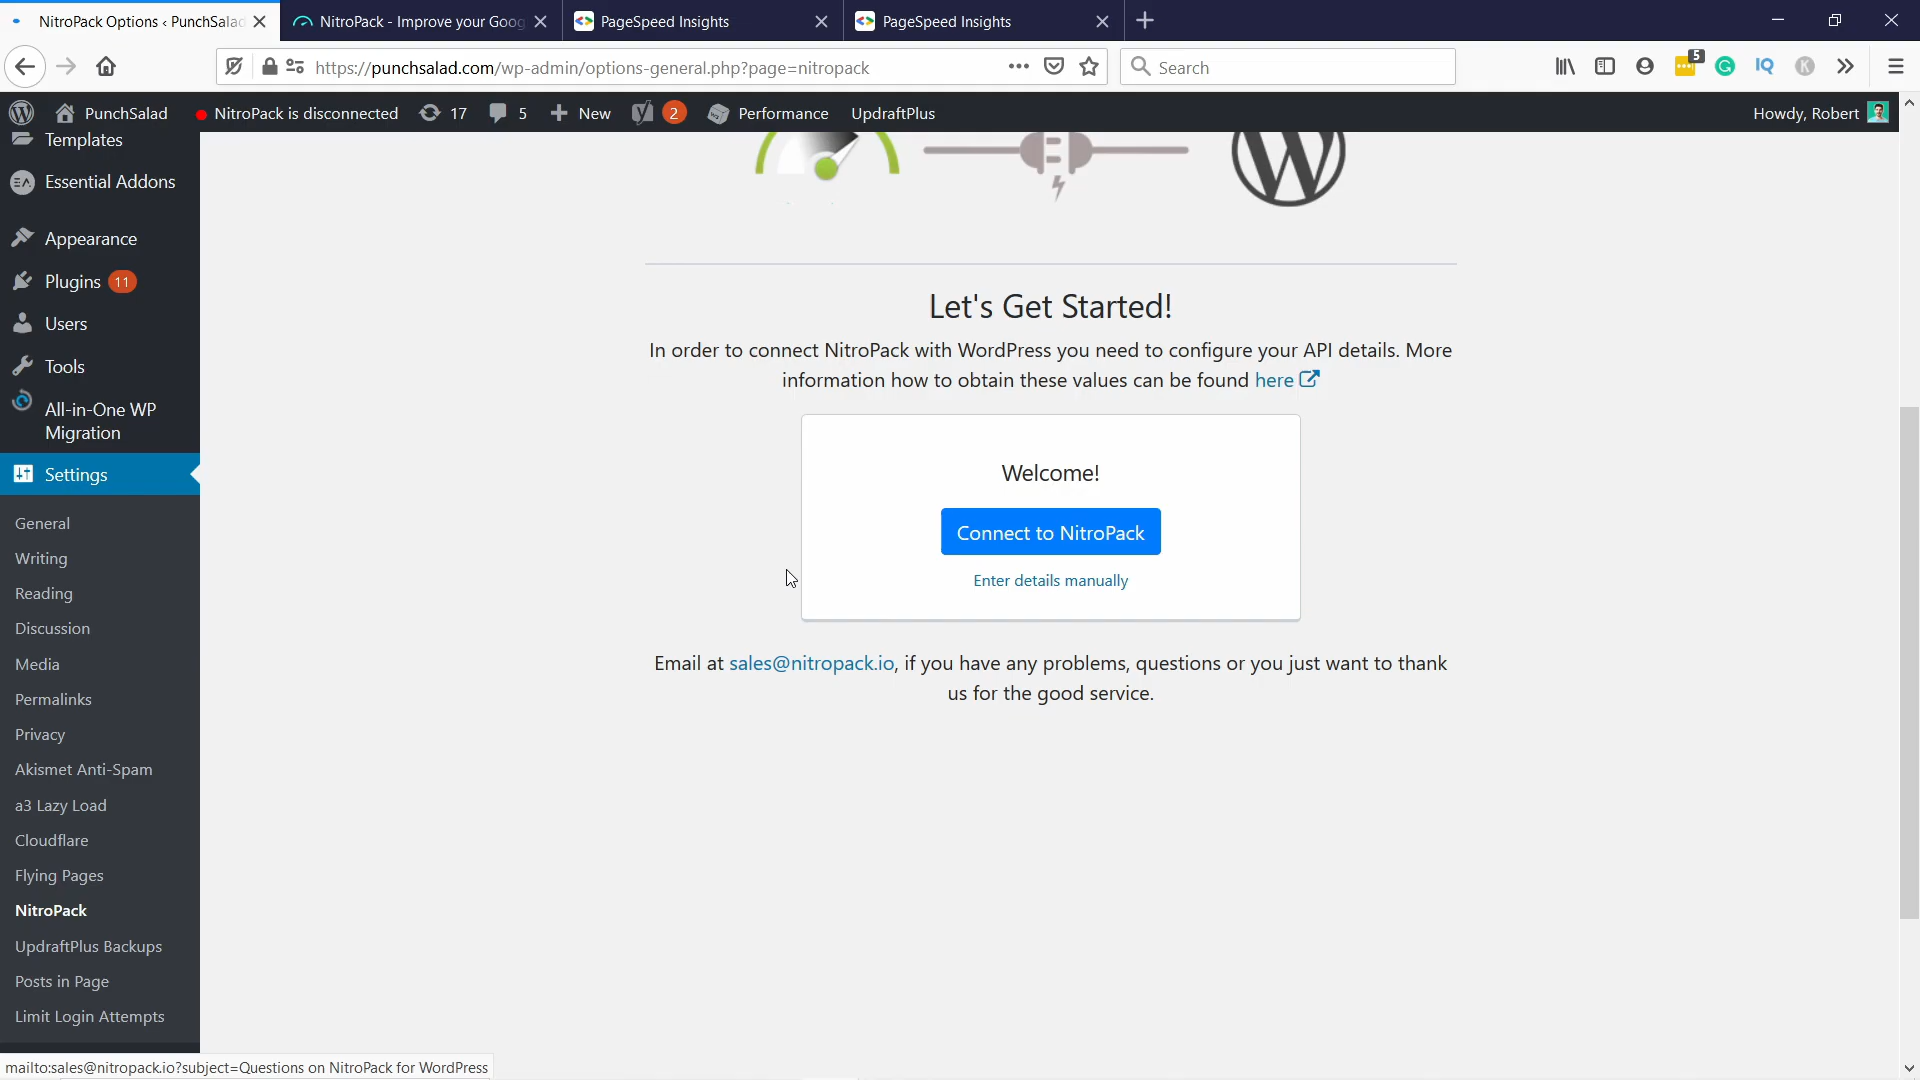 NitroPack Options ‹ PunchSalad
NitroPack - Improve your Goog
PageSpeed Insights
PageSpeed Insights
https://punchsalad.com/wp-admin/options-general.php?page=nitropack
Search
5
IQ
PunchSalad
NitroPack is disconnected
17
5
New
2
Performance
UpdraftPlus
Howdy, Robert
Templates
Essential Addons
Appearance
Plugins 11
Users
Tools
All-in-One WP
Migration
Settings
General
Writing
Reading
Discussion
Media
Permalinks
Privacy
Akismet Anti-Spam
a3 Lazy Load
Cloudflare
Flying Pages
NitroPack
UpdraftPlus Backups
Posts in Page
Limit Login Attempts
Let's Get Started!
In order to connect NitroPack with WordPress you need to configure your API details. More
information how to obtain these values can be found here
Welcome!
Connect to NitroPack
Enter details manually
Email at sales@nitropack.io, if you have any problems, questions or you just want to thank
us for the good service.
mailto:sales@nitropack.io?subject=Questions on NitroPack for WordPress